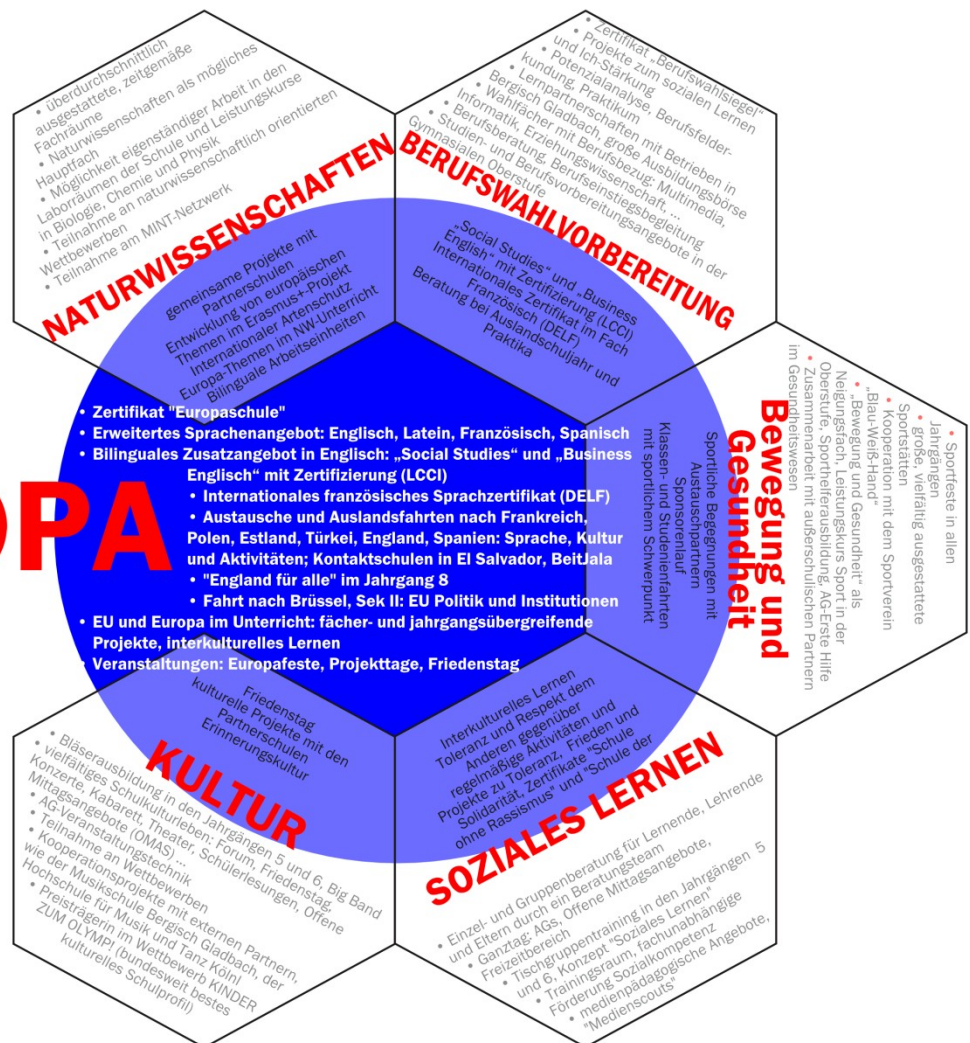 • überdurchschnittlich
ausgestattete, zeitgemäße
Fachräume
• Naturwissenschaften als mögliches
Hauptfach
• Möglichkeit eigenständiger Arbeit in den
Laborräumen der Schule und Leistungskurse
in Biologie, Chemie und Physik
• Teilnahme an naturwissenschaftlich orientierten
Wettbewerben
• Teilnahme am MINT-Netzwerk
NATURWISSENSCHAFTEN
gemeinsame Projekte mit
Partnerschulen
Entwicklung von europäischen
Themen im Erasmus+-Projekt
Internationaler Artenschutz
Europa-Themen im NW-Unterricht
Bilinguale Arbeitseinheiten
• Zertifikat „Berufswahlsiegel“
• Projekte zum sozialen Lernen
und Ich-Stärkung
• Potenzialanalyse, Berufsfelder-
kundung, Praktikum
• Lernpartnerschaften mit Betrieben in
Bergisch Gladbach, große Ausbildungsbörse
• Wahlfächer mit Berufsbezug: Multimedia,
Informatik, Erziehungswissenschaft, ...
• Berufsberatung, Berufseinstiegsbegleitung
• Studien- und Berufsvorbereitungsangebote in der
Gymnasialen Oberstufe
BERUFSWAHLVORBEREITUNG
„Social Studies“ und „Business
English“ mit Zertifizierung (LCCI)
Internationales Zertifikat im Fach
Französisch (DELF)
Beratung bei Auslandschuljahr und
Praktika
• Sportfeste in allen
Jahrgängen
• große, vielfältig ausgestattete
Sportstätten
• Kooperation mit dem Sportverein
„Blau-Weiß-Hand“
• „Bewegung und Gesundheit“ als
Neigungsfach, Leistungskurs Sport in der
Oberstufe, Sporthelferausbildung, AG-Erste Hilfe
• Zusammenarbeit mit außerschulischen Partnern
im Gesundheitswesen
Bewegung und
Gesundheit
Sportliche Begegnungen mit
Austauschpartnern
Sponsorenlauf
Klassen- und Studienfahrten
mit sportlichem Schwerpunkt
OPA
• Zertifikat "Europaschule"
• Erweitertes Sprachenangebot: Englisch, Latein, Französisch, Spanisch
• Bilinguales Zusatzangebot in Englisch: „Social Studies“ und „Business
Englisch“ mit Zertifizierung (LCCI)
• Internationales französisches Sprachzertifikat (DELF)
• Austausche und Auslandsfahrten nach Frankreich,
Polen, Estland, Türkei, England, Spanien: Sprache, Kultur
und Aktivitäten; Kontaktschulen in El Salvador, BeitJala
• "England für alle" im Jahrgang 8
• Fahrt nach Brüssel, Sek II: EU Politik und Institutionen
• EU und Europa im Unterricht: fächer- und jahrgangsübergreifende
Projekte, interkulturelles Lernen
• Veranstaltungen: Europafeste, Projekttage, Friedenstag
Friedenstag
kulturelle Projekte mit den
Partnerschulen
Erinnerungskultur
KULTUR
• Bläserausbildung in den Jahrgängen 5 und 6, Big Band
• vielfältiges Schulkulturleben: Forum, Friedenstag,
Konzerte, Kabarett, Theater, Schülerlesungen, Offene
Mittagsangebote (OMAS) ...
• AG-Veranstaltungstechnik
• Teilnahme an Wettbewerben
• Kooperationsprojekte mit externen Partnern,
wie der Musikschule Bergisch Gladbach, der
Hochschule für Musik und Tanz Kölnl
• Preisträgerin im Wettbewerb KINDER
ZUM OLYMP! (bundesweit bestes
kulturelles Schulprofil)
Interkulturelles Lernen
Toleranz und Respekt dem
Anderen gegenüber
regelmäßige Aktivitäten und
Projekte zu Toleranz, Frieden und
Solidarität, Zertifikate "Schule
ohne Rassismus" und "Schule der
SOZIALES LERNEN
• Einzel- und Gruppenberatung für Lernende, Lehrende
und Eltern durch ein Beratungsteam
• Ganztag: AGs, Offene Mittagsangebote,
Freizeitbereich
• Tischgruppentraining in den Jahrgängen 5
und 6, Konzept "Soziales Lernen"
• Trainingsraum, fachunabhängige
Förderung Sozialkompetenz
• medienpädagogische Angebote,
"Medienscouts"